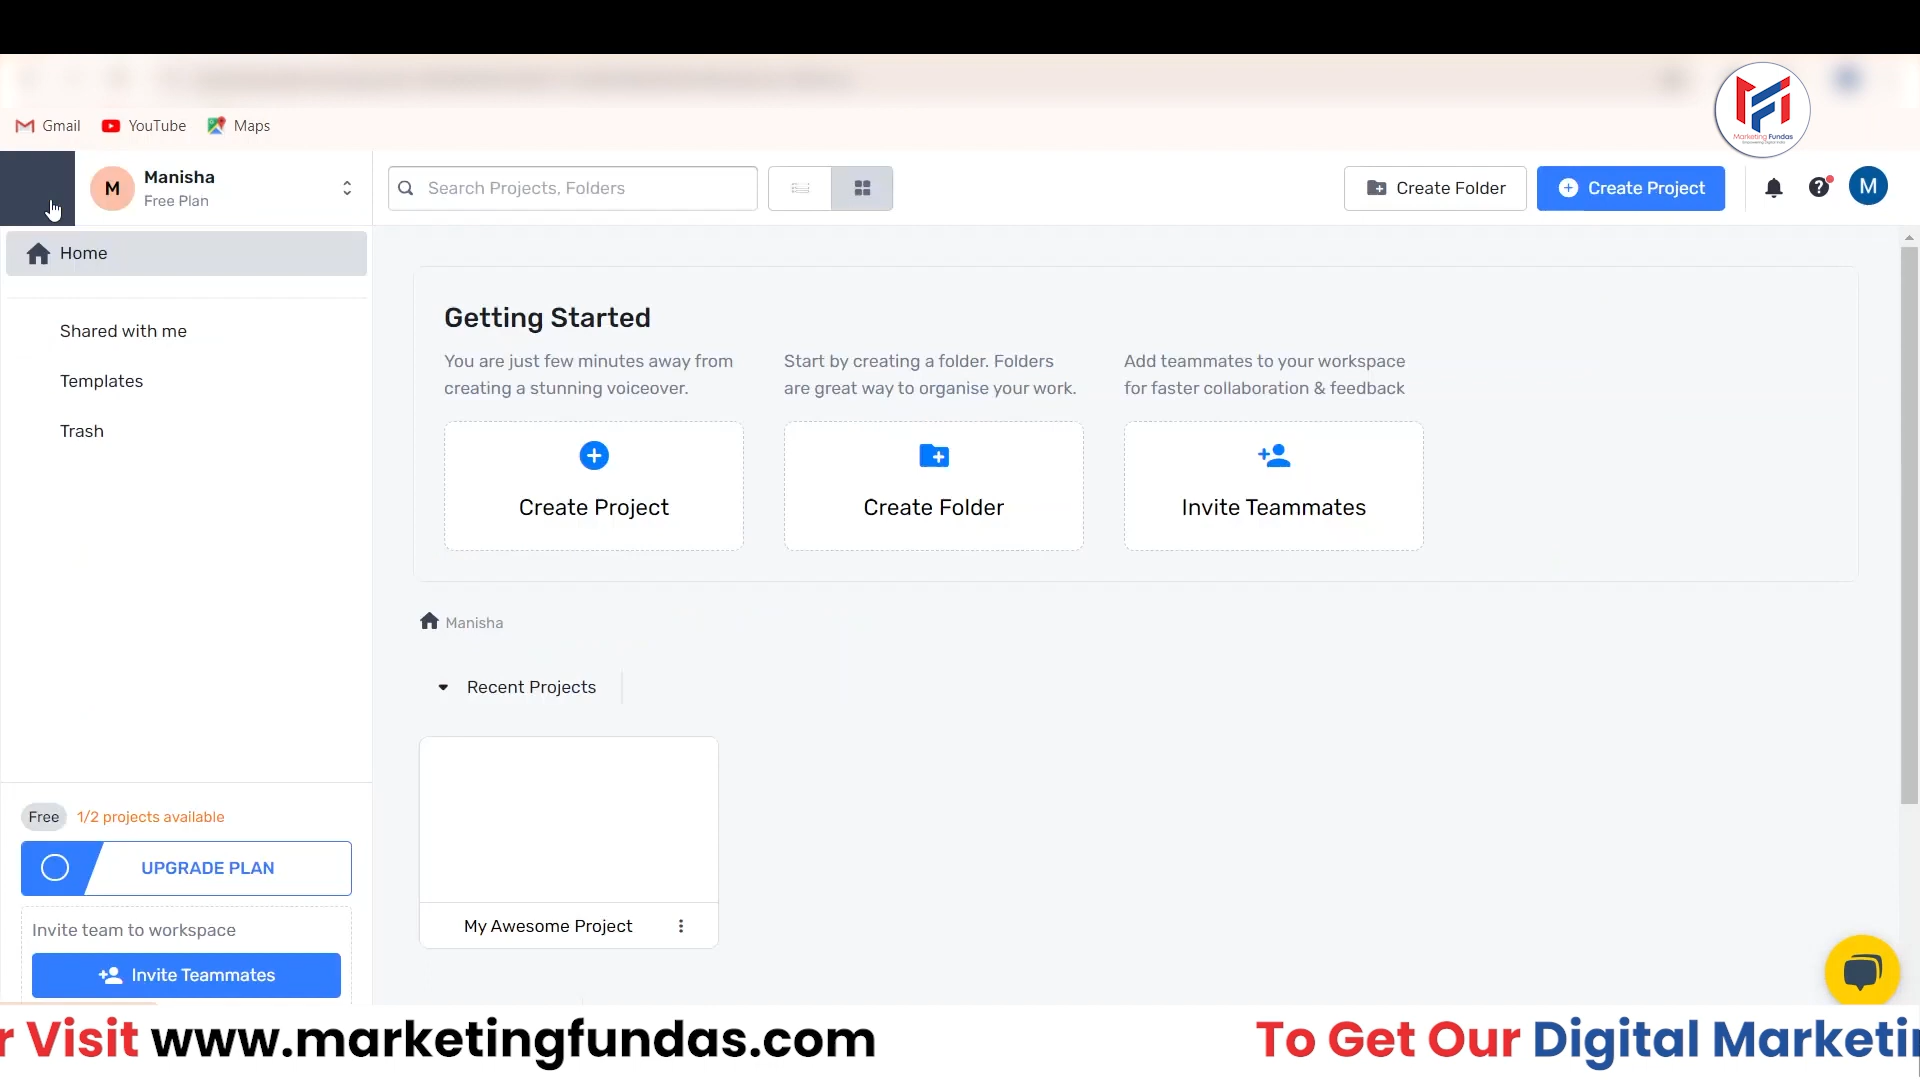 Gmail
YouTube
Maps
Marketing Fundas
M
Manisha
Free Plan
Search Projects, Folders
Create Folder
Create Project
M
Home
Shared with me
Templates
Trash
Getting Started
You are just few minutes away from
creating a stunning voiceover.
Create Project
Start by creating a folder. Folders
are great way to organise your work.
Create Folder
Add teammates to your workspace
for faster collaboration & feedback
Invite Teammates
Manisha
Recent Projects
My Awesome Project
Free 1/2 projects available
UPGRADE PLAN
Invite team to workspace
Invite Teammates
r Visit www.marketingfundas.com
To Get Our Digital Marketi